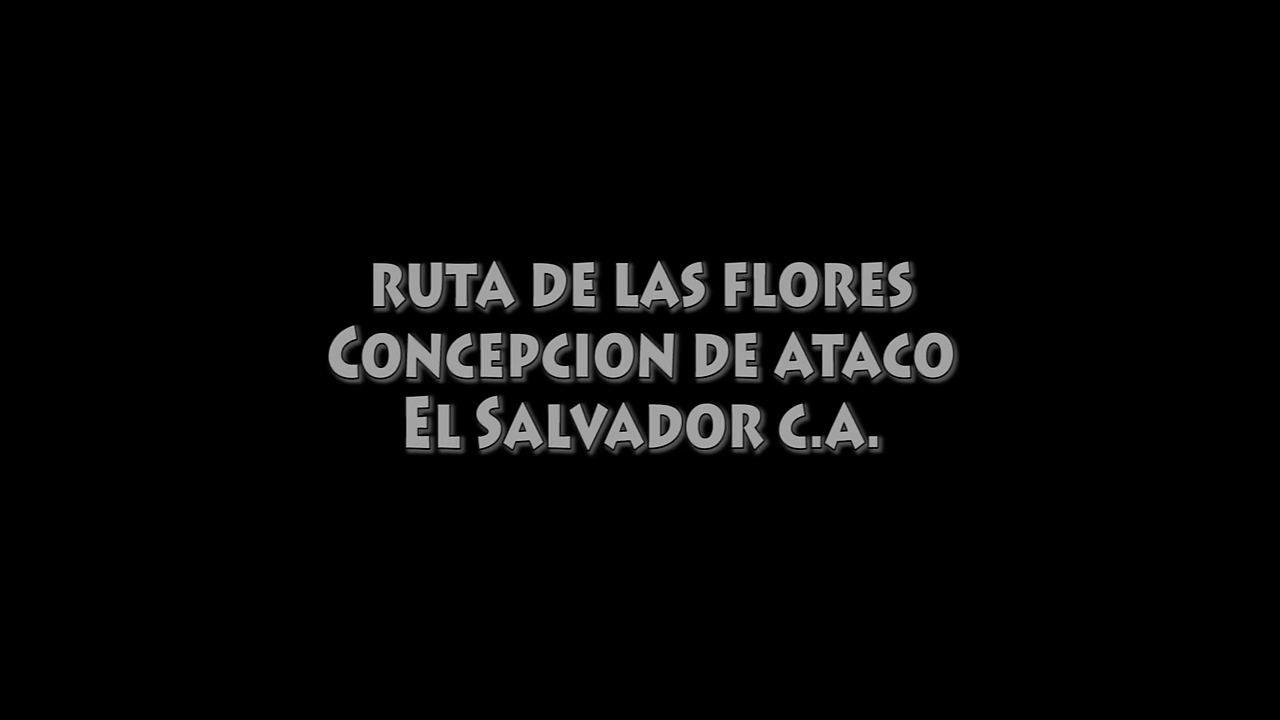 RUTA DE LAS FLORES
CONCEPCION DE ATACO
EL SALVADOR C.A.